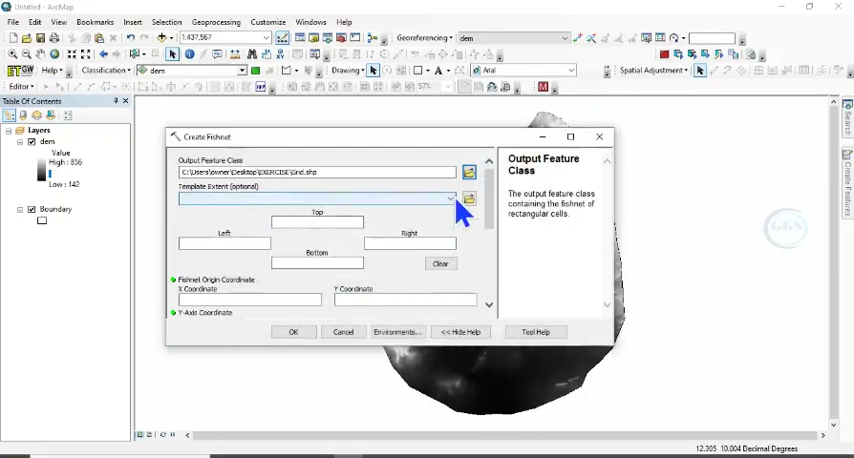 Untitled - ArcMap
File Edit View Bookmarks Insert Selection Geoprocessing Customize Windows Help
1:437,567 Georeferencing dem
ET GW Help Classification dem Drawing Arial Spatial Adjustment
Editor 57%
Table Of Contents
Layers
dem
Value
High : 856
Low : 142
Boundary
Create Fishnet
Output Feature Class
C:\Users\owner\Desktop\EXERCISE\Grid.shp
Template Extent (optional)
Top
Left Right
Bottom
Clear
Fishnet Origin Coordinate
X Coordinate Y Coordinate
Y-Axis Coordinate
OK Cancel Environments... << Hide Help Tool Help
Output Feature
Class
The output feature class
containing the fishnet of
rectangular cells.
Search
Create Features
GGN
12.305 10.004 Decimal Degrees